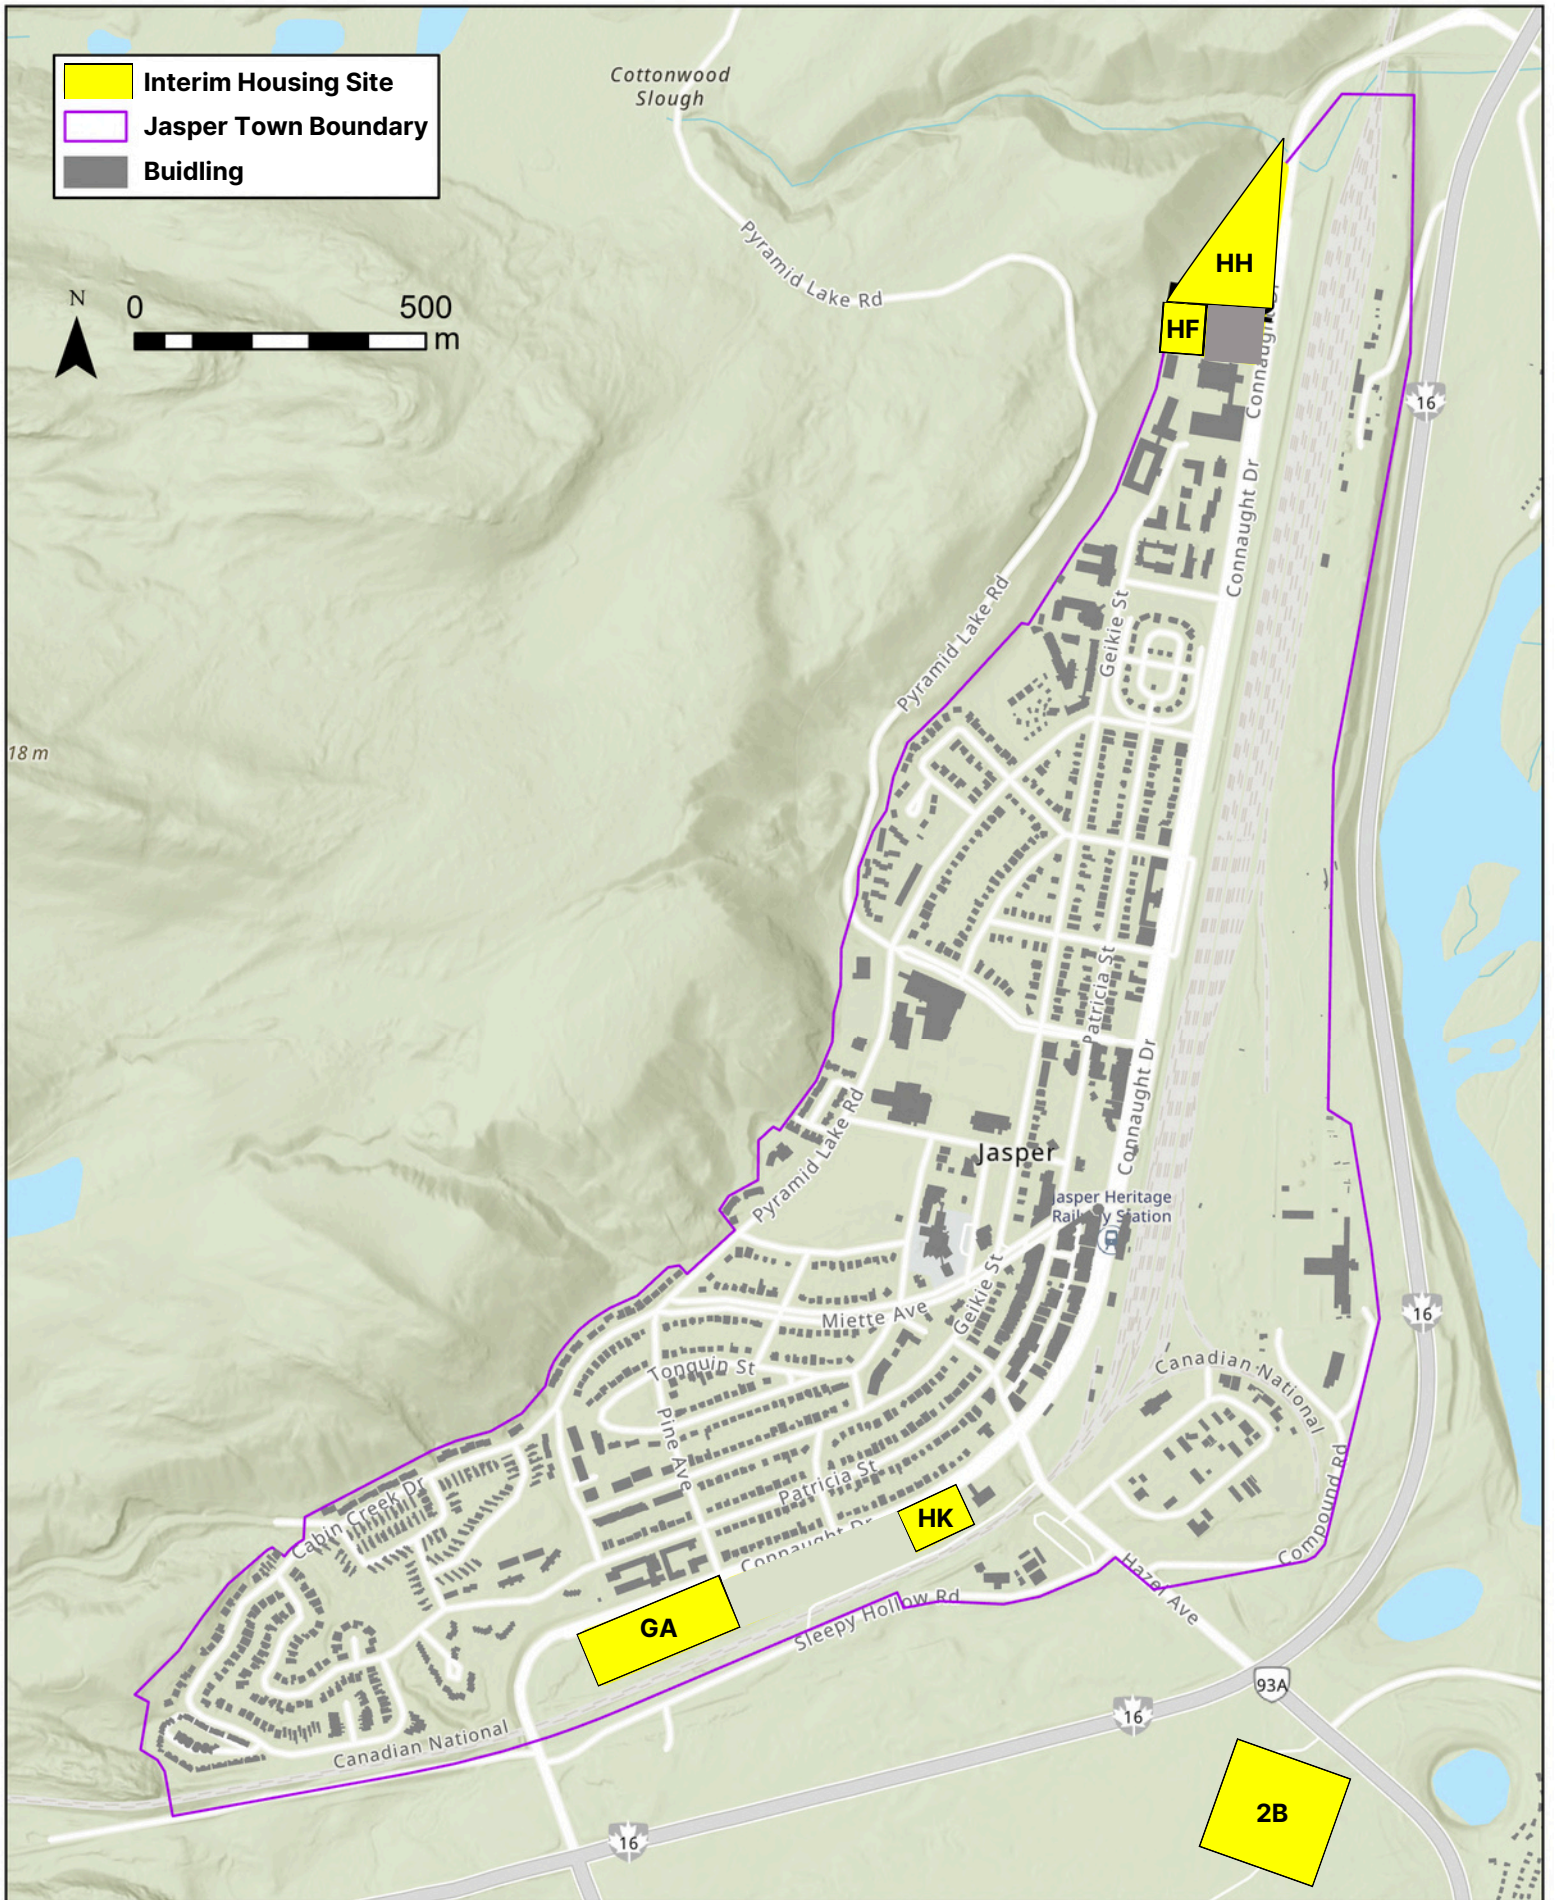 Interim Housing Site
Jasper Town Boundary
Buidling
Cottonwood
Slough
N
0
500
m
Pyramid Lake Rd
HH
HF
Connaught Dr
16
Connaught Dr
Geikie St
Pyramid Lake Rd
18 m
Patricia St
Connaught Dr
Pyramid Lake Rd
Jasper
Jasper Heritage
Railway Station
Miette Ave
Geikie St
16
Tonquin St
Canadian National
Pine Ave
Patricia St
Cabin Creek Dr
Connaught Dr
HK
Compound Rd
Hazel Ave
Sleepy Hollow Rd
GA
93A
16
Canadian National
2B
16